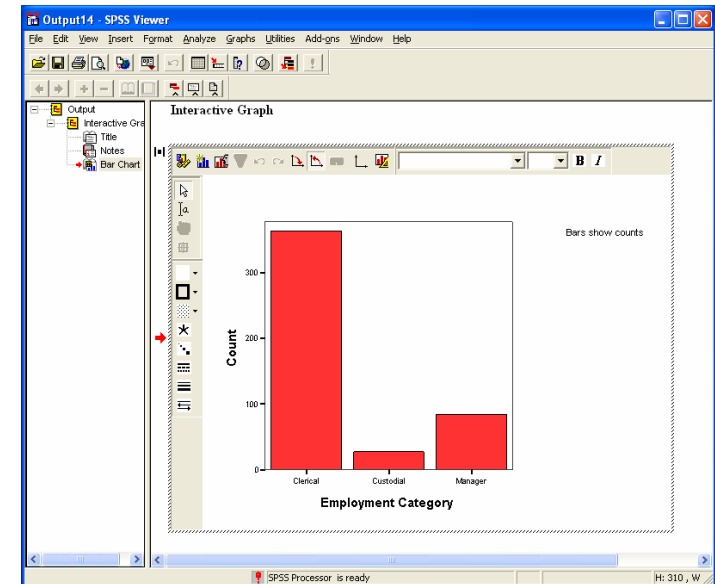 Output14 - SPSS Viewer
File Edit View Insert Format Analyze Graphs Utilities Add-ons Window Help
Output
Interactive Gra
Title
Notes
Bar Chart
Interactive Graph
B I
a
Bars show counts
300
200
100
0
Count
Clerical Custodial Manager
Employment Category
SPSS Processor is ready
H: 310 , W